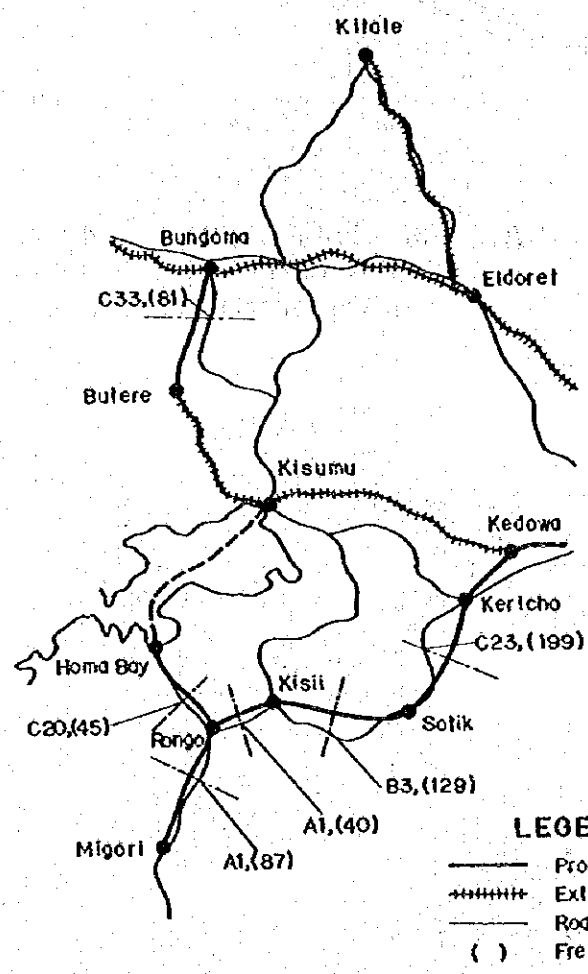 Kitale
Bungoma
Eldoret
C33,(81)
Butere
Kisumu
Kedowa
Kericho
C23,(199)
Homa Bay
Kisii
C20,(45)
Rongo
Sotik
B3,(129)
A1,(40)
Migori
A1,(87)
LEGE
Pro
Ext
Roa
( ) Fre